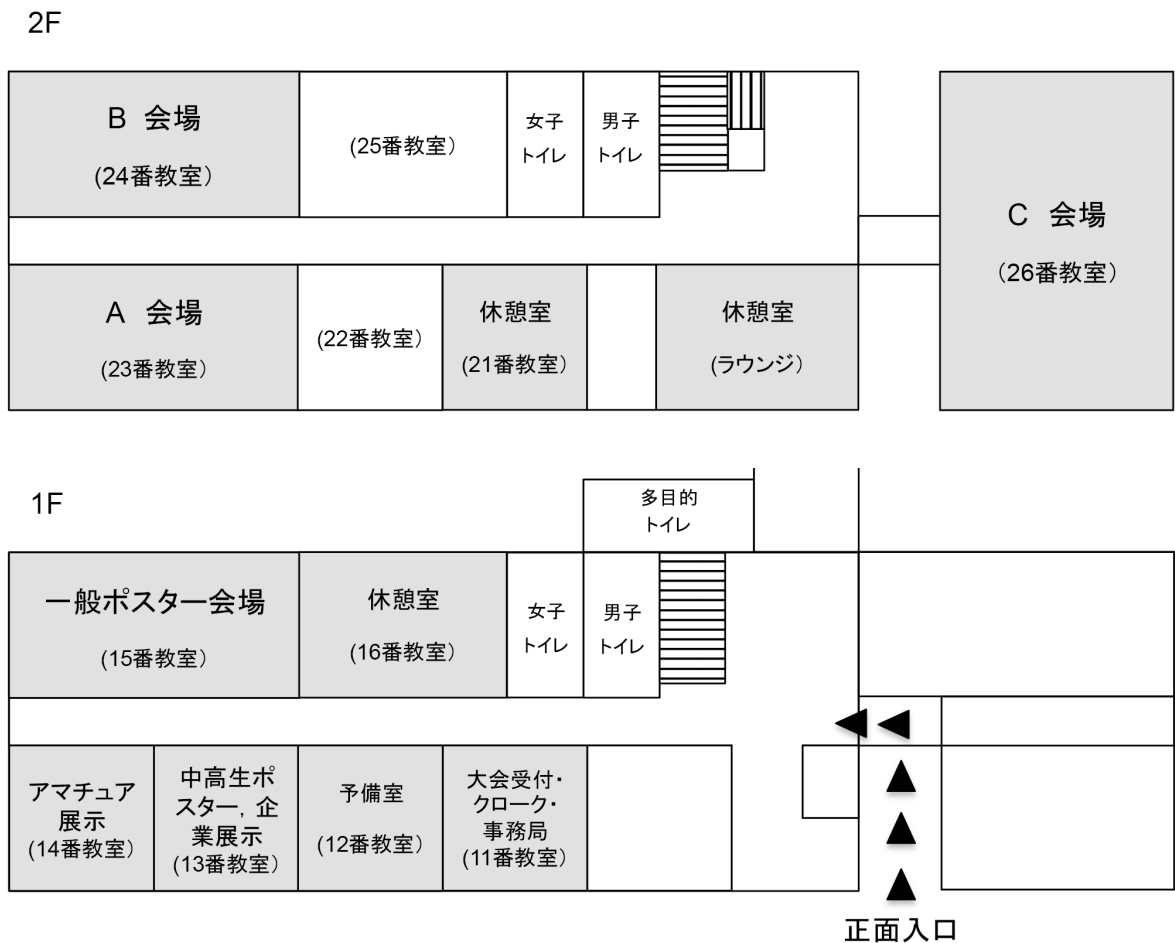 2F
B 会場
(24番教室）
(25番教室）
女子
トイレ
男子
トイレ
C 会場
（26番教室）
A 会場
(23番教室）
(22番教室）
休憩室
(21番教室）
休憩室
(ラウンジ）
1F
多目的
トイレ
一般ポスター会場
(15番教室）
休憩室
(16番教室）
女子
トイレ
男子
トイレ
アマチュア
展示
(14番教室）
中高生ポ
スター，企
業展示
(13番教室）
予備室
(12番教室）
大会受付・
クローク・
事務局
(11番教室）
正面入口